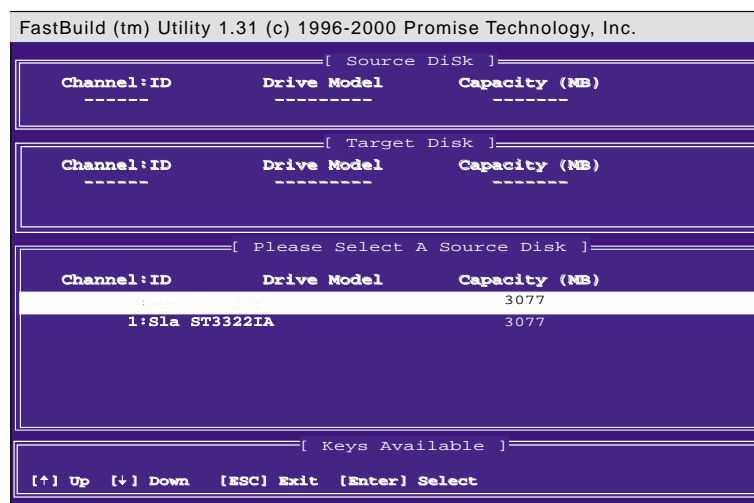 FastBuild (tm) Utility 1.31 (c) 1996-2000 Promise Technology, Inc.
[ Source DiSk ]
Channel:ID Drive Model Capacity (MB)
------ --------- -------
[ Target Disk ]
Channel:ID Drive Model Capacity (MB)
------ --------- -------
[ Please Select A Source Disk ]
Channel:ID Drive Model Capacity (MB)
3077
1:Sla ST3322IA 3077
[ Keys Available ]
[↑] Up [↓] Down [ESC] Exit [Enter] Select